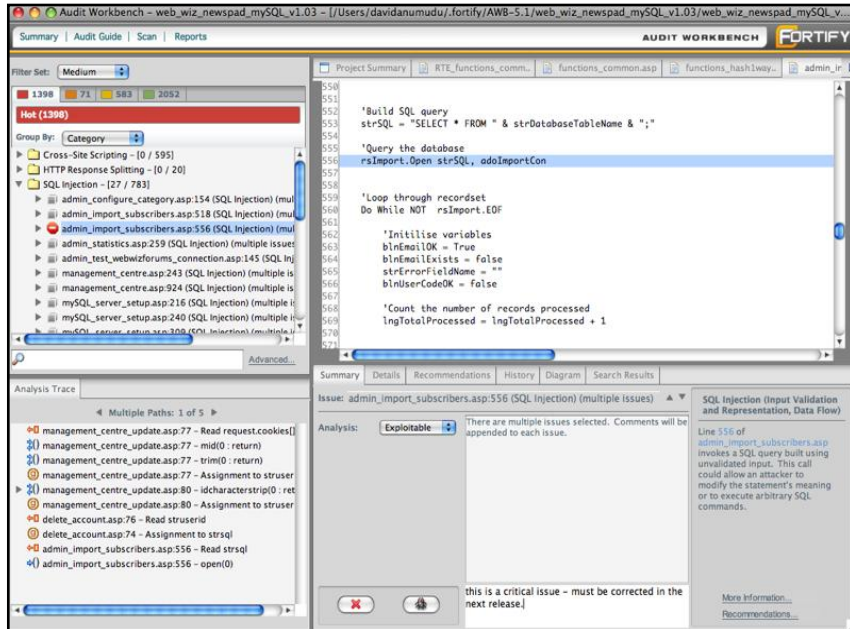 Audit Workbench - web_wiz_newspad_mySQL_v1.03 - [/Users/davidanumudu/.fortify/AWB-5.1/web_wiz_newspad_mySQL_v1.03/web_wiz_newspad_mySQL_v...
Summary | Audit Guide | Scan | Reports
AUDIT WORKBENCH
FORTIFY
Filter Set: Medium
1398 71 583 2052
Hot (1398)
Group By: Category
Cross-Site Scripting - [0 / 595]
HTTP Response Splitting - [0 / 20]
SQL Injection - [27 / 783]
admin_configure_category.asp:154 (SQL Injection) (mul
admin_import_subscribers.asp:518 (SQL Injection) (mul
admin_import_subscribers.asp:556 (SQL Injection) (mul
admin_statistics.asp:259 (SQL Injection) (multiple issues
admin_test_webwizforums_connection.asp:145 (SQL Inj
management_centre.asp:243 (SQL Injection) (multiple is
management_centre.asp:924 (SQL Injection) (multiple is
mySQL_server_setup.asp:216 (SQL Injection) (multiple i
mySQL_server_setup.asp:240 (SQL Injection) (multiple i
mySQL_server_setup.asp:309 (SQL Injection) (multiple i
Advanced...
Project Summary RTE_functions_comm... functions_common.asp functions_hash1way... admin_ir
550
551
552 'Build SQL query
553 strSQL = "SELECT * FROM " & strDatabaseTableName & ";"
554
555 'Query the database
556 rsImport.Open strSQL, adoImportCon
557
558
559 'Loop through recordset
560 Do While NOT rsImport.EOF
561
562 'Initilise variables
563 blnEmailOK = True
564 blnEmailExists = false
565 strErrorFieldName = ""
566 blnUserCodeOK = false
567
568 'Count the number of records processed
569 lngTotalProcessed = lngTotalProcessed + 1
570
571
Analysis Trace
Multiple Paths: 1 of 5
management_centre_update.asp:77 - Read request.cookies[]
management_centre_update.asp:77 - mid(0 : return)
management_centre_update.asp:77 - trim(0 : return)
management_centre_update.asp:77 - Assignment to struser
management_centre_update.asp:80 - idcharacterstrip(0 : ret
management_centre_update.asp:80 - Assignment to struser
delete_account.asp:76 - Read struserid
delete_account.asp:74 - Assignment to strsql
admin_import_subscribers.asp:556 - Read strsql
admin_import_subscribers.asp:556 - open(0)
Summary Details Recommendations History Diagram Search Results
Issue: admin_import_subscribers.asp:556 (SQL Injection) (multiple issues)
Analysis: Exploitable
There are multiple issues selected. Comments will be
appended to each issue.
this is a critical issue - must be corrected in the
next release.
SQL Injection (Input Validation
and Representation, Data Flow)
Line 556 of
admin_import_subscribers.asp
invokes a SQL query built using
unvalidated input. This call
could allow an attacker to
modify the statement's meaning
or to execute arbitrary SQL
commands.
More Information...
Recommendations...